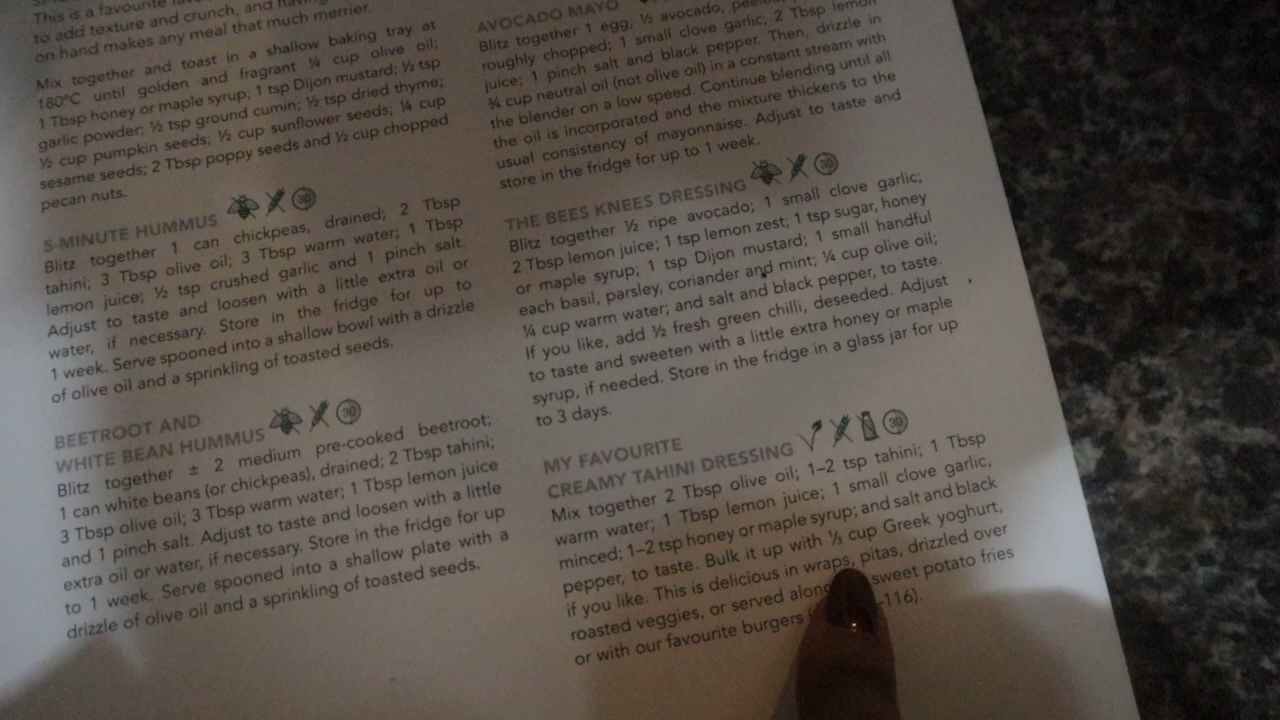 This is a favourite
to add texture and crunch, and having
on hand makes any meal that much merrier.
Mix together and toast in a shallow baking tray at
180°C until golden and fragrant ¼ cup olive oil;
1 Tbsp honey or maple syrup; 1 tsp Dijon mustard; ½ tsp
garlic powder; ½ tsp ground cumin; ½ tsp dried thyme;
½ cup pumpkin seeds; ½ cup sunflower seeds; ¼ cup
sesame seeds; 2 Tbsp poppy seeds and ½ cup chopped
pecan nuts.
5-MINUTE HUMMUS 30
Blitz together 1 can chickpeas, drained; 2 Tbsp
tahini; 3 Tbsp olive oil; 3 Tbsp warm water; 1 Tbsp
lemon juice; ½ tsp crushed garlic and 1 pinch salt.
Adjust to taste and loosen with a little extra oil or
water, if necessary. Store in the fridge for up to
1 week. Serve spooned into a shallow bowl with a drizzle
of olive oil and a sprinkling of toasted seeds.
BEETROOT AND
WHITE BEAN HUMMUS 30
Blitz together ± 2 medium pre-cooked beetroot;
1 can white beans (or chickpeas), drained; 2 Tbsp tahini;
3 Tbsp olive oil; 3 Tbsp warm water; 1 Tbsp lemon juice
and 1 pinch salt. Adjust to taste and loosen with a little
extra oil or water, if necessary. Store in the fridge for up
to 1 week. Serve spooned into a shallow plate with a
drizzle of olive oil and a sprinkling of toasted seeds.
AVOCADO MAYO
Blitz together 1 egg, ½ avocado, peeled
roughly chopped; 1 small clove garlic; 2 Tbsp lemon
juice; 1 pinch salt and black pepper. Then, drizzle in
¾ cup neutral oil (not olive oil) in a constant stream with
the blender on a low speed. Continue blending until all
the oil is incorporated and the mixture thickens to the
usual consistency of mayonnaise. Adjust to taste and
store in the fridge for up to 1 week.
THE BEES KNEES DRESSING 30
Blitz together ½ ripe avocado; 1 small clove garlic;
2 Tbsp lemon juice; 1 tsp lemon zest; 1 tsp sugar, honey
or maple syrup; 1 tsp Dijon mustard; 1 small handful
each basil, parsley, coriander and mint; ¼ cup olive oil;
¼ cup warm water; and salt and black pepper, to taste.
If you like, add ½ fresh green chilli, deseeded. Adjust
to taste and sweeten with a little extra honey or maple
syrup, if needed. Store in the fridge in a glass jar for up
to 3 days.
MY FAVOURITE
CREAMY TAHINI DRESSING 30
Mix together 2 Tbsp olive oil; 1–2 tsp tahini; 1 Tbsp
warm water; 1 Tbsp lemon juice; 1 small clove garlic,
minced; 1–2 tsp honey or maple syrup; and salt and black
pepper, to taste. Bulk it up with ⅓ cup Greek yoghurt,
if you like. This is delicious in wraps, pitas, drizzled over
roasted veggies, or served along sweet potato fries
or with our favourite burgers -116).